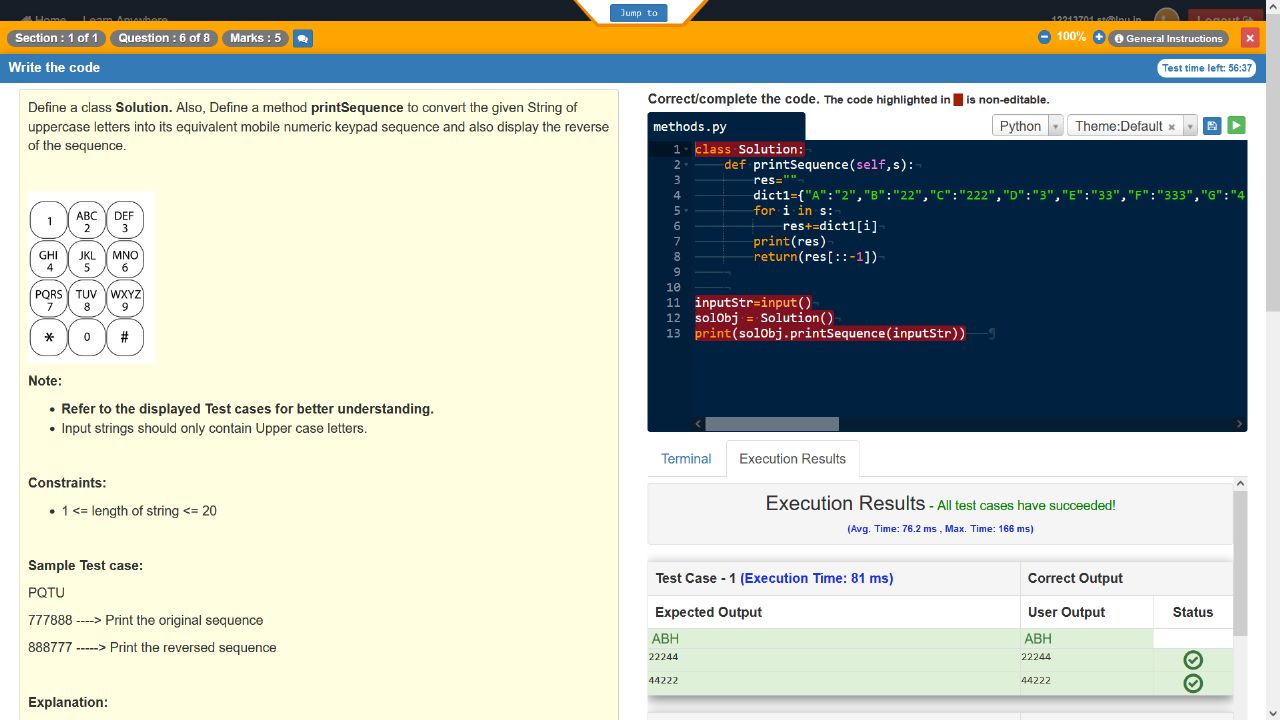 Home Learn Anywhere
Jump to
12213701.st@lpu.in
Logout
Section : 1 of 1
Question : 6 of 8
Marks : 5
100%
General Instructions
Write the code
Test time left: 56:37
Define a class Solution. Also, Define a method printSequence to convert the given String of
uppercase letters into its equivalent mobile numeric keypad sequence and also display the reverse
of the sequence.
1 ABC DEF
2 3
GHI JKL MNO
4 5 6
PQRS TUV WXYZ
7 8 9
* 0 #
Note:
• Refer to the displayed Test cases for better understanding.
• Input strings should only contain Upper case letters.
Constraints:
• 1 <= length of string <= 20
Sample Test case:
PQTU
777888 ----> Print the original sequence
888777 -----> Print the reversed sequence
Explanation:
Correct/complete the code. The code highlighted in is non-editable.
methods.py
Python
Theme:Default ×
1 class Solution:
2 def printSequence(self,s):
3 res=""
4 dict1={"A":"2","B":"22","C":"222","D":"3","E":"33","F":"333","G":"4
5 for i in s:
6 res+=dict1[i]
7 print(res)
8 return(res[::-1])
9
10
11 inputStr=input()
12 solObj = Solution()
13 print(solObj.printSequence(inputStr))
Terminal
Execution Results
Execution Results - All test cases have succeeded!
(Avg. Time: 76.2 ms , Max. Time: 166 ms)
Test Case - 1 (Execution Time: 81 ms)
Correct Output
Expected Output
User Output
Status
ABH ABH
22244 22244
44222 44222